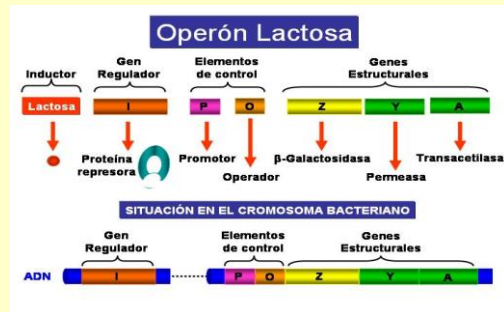 Operón Lactosa
Inductor
Gen
Regulador
Elementos
de control
Genes
Estructurales
Lactosa
I
P
O
Z
Y
A
Proteína
represora
Promotor
Operador
β-Galactosidasa
Permeasa
Transacetilasa
SITUACIÓN EN EL CROMOSOMA BACTERIANO
Gen
Regulador
Elementos
de control
Genes
Estructurales
ADN
I
P
O
Z
Y
A